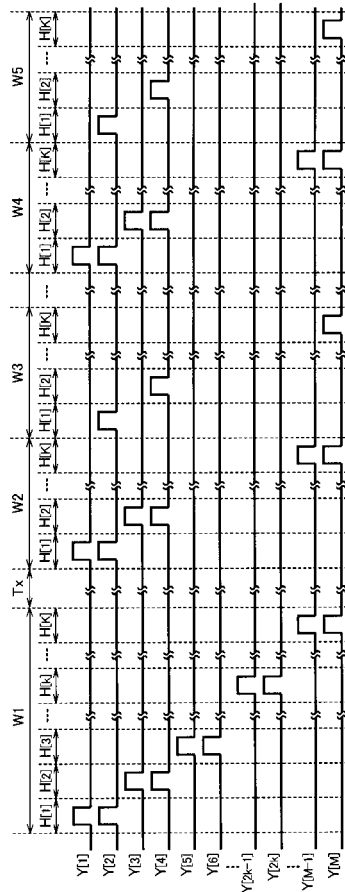 W1 Tx W2 W3 W4 W5
H[1] H[2] H[3] ··· H[k] ··· H[K] H[1] H[2] ··· H[K] H[1] H[2] ··· H[K] ··· H[1] H[2] ··· H[K] H[1] H[2] ··· H[K]
Y[1]
Y[2]
Y[3]
Y[4]
Y[5]
Y[6]
Y[2k−1]
Y[2k]
Y[M−1]
Y[M]